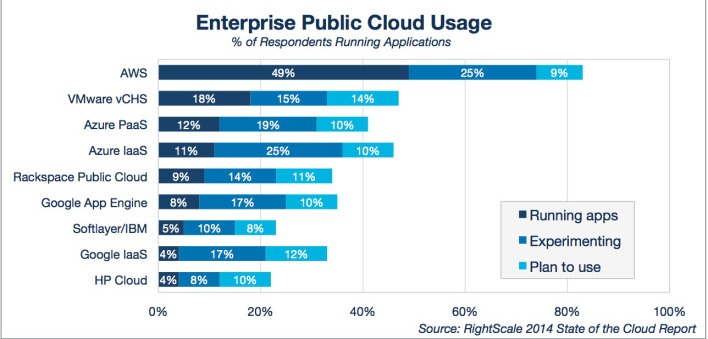 Enterprise Public Cloud Usage
% of Respondents Running Applications
AWS 49% 25% 9%
VMware vCHS 18% 15% 14%
Azure PaaS 12% 19% 10%
Azure IaaS 11% 25% 10%
Rackspace Public Cloud 9% 14% 11%
Google App Engine 8% 17% 10%
Softlayer/IBM 5% 10% 8%
Google IaaS 4% 17% 12%
HP Cloud 4% 8% 10%
Running apps
Experimenting
Plan to use
0% 20% 40% 60% 80% 100%
Source: RightScale 2014 State of the Cloud Report